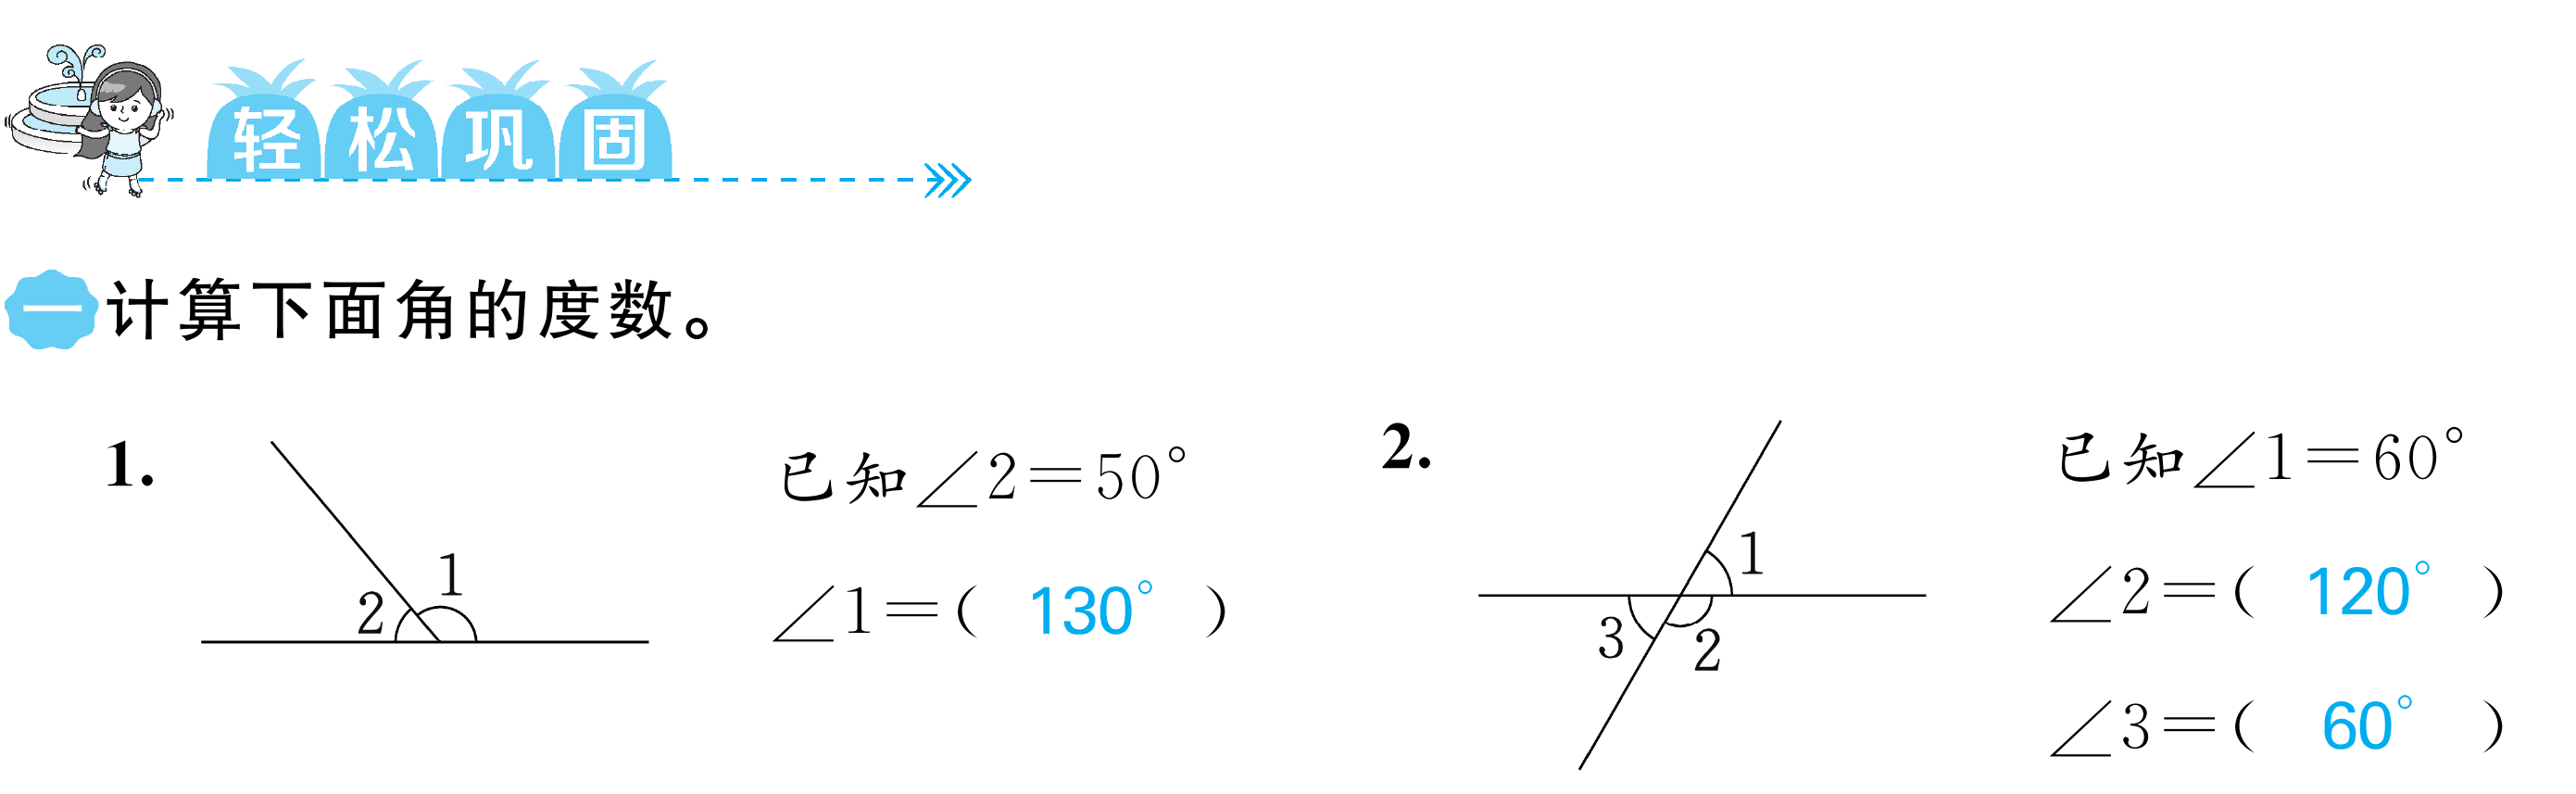 轻松巩固
一 计算下面角的度数。
1.
1
2
已知∠2=50°
∠1=( 130° )
2.
1
3
2
已知∠1=60°
∠2=( 120° )
∠3=( 60° )